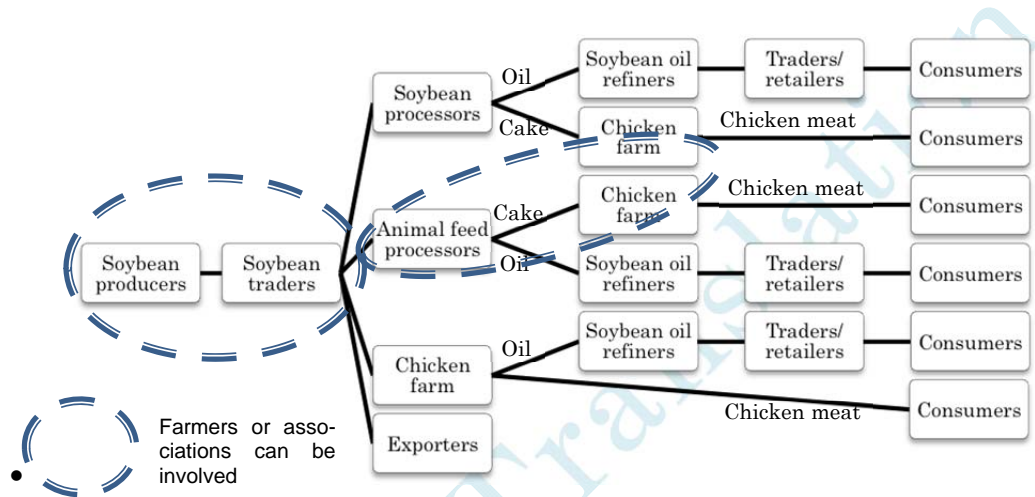 Soybean oil
refiners
Traders/
retailers
Consumers
Oil
Soybean
processors
Cake
Chicken
farm
Chicken meat
Consumers
Chicken
farm
Chicken meat
Consumers
Cake
Animal feed
processors
Oil
Soybean
producers
Soybean
traders
Soybean oil
refiners
Traders/
retailers
Consumers
Soybean oil
refiners
Traders/
retailers
Consumers
Oil
Chicken
farm
Chicken meat
Consumers
Exporters
Farmers or asso-
ciations can be
involved
Translation